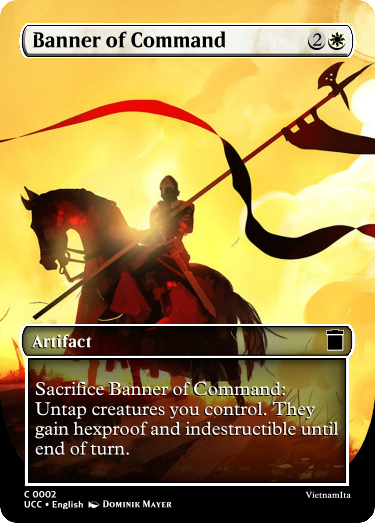 Banner of Command 2
Artifact
Sacrifice Banner of Command:
Untap creatures you control. They
gain hexproof and indestructible until
end of turn.
C 0002
UCC • English Dominik Mayer
VietnamIta